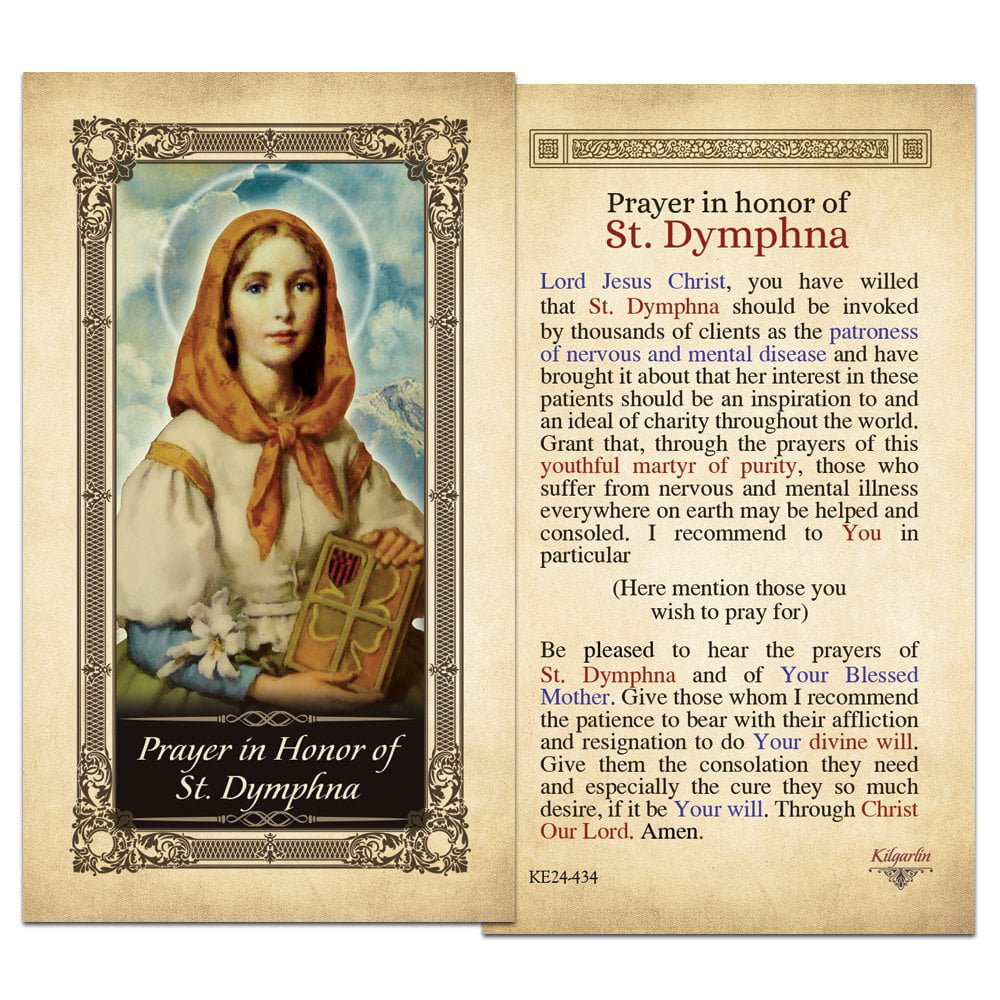 Prayer in Honor of
St. Dymphna
Prayer in honor of
St. Dymphna
Lord Jesus Christ, you have willed
that St. Dymphna should be invoked
by thousands of clients as the patroness
of nervous and mental disease and have
brought it about that her interest in these
patients should be an inspiration to and
an ideal of charity throughout the world.
Grant that, through the prayers of this
youthful martyr of purity, those who
suffer from nervous and mental illness
everywhere on earth may be helped and
consoled. I recommend to You in
particular
(Here mention those you
wish to pray for)
Be pleased to hear the prayers of
St. Dymphna and of Your Blessed
Mother. Give those whom I recommend
the patience to bear with their affliction
and resignation to do Your divine will.
Give them the consolation they need
and especially the cure they so much
desire, if it be Your will. Through Christ
Our Lord. Amen.
Kilgarlin
KE24-434